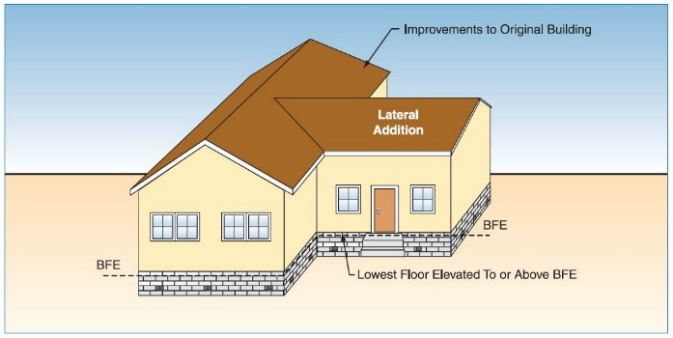 Improvements to Original Building
Lateral
Addition
BFE
BFE
Lowest Floor Elevated To or Above BFE